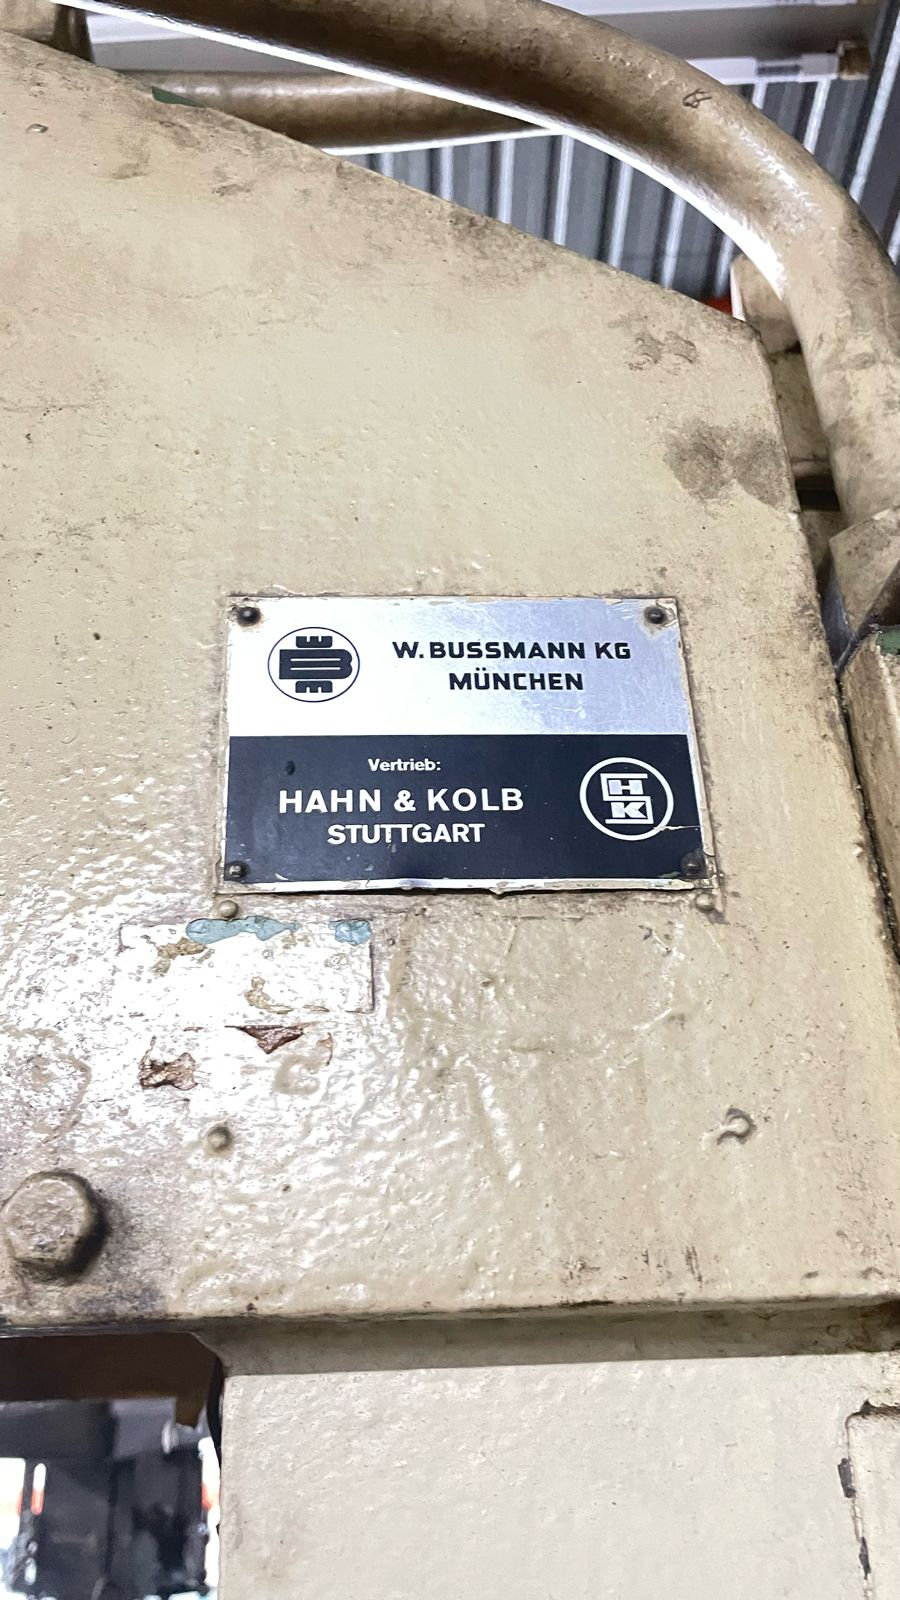 W. BUSSMANN KG
MÜNCHEN
B
Vertrieb:
HAHN & KOLB
STUTTGART
H
K